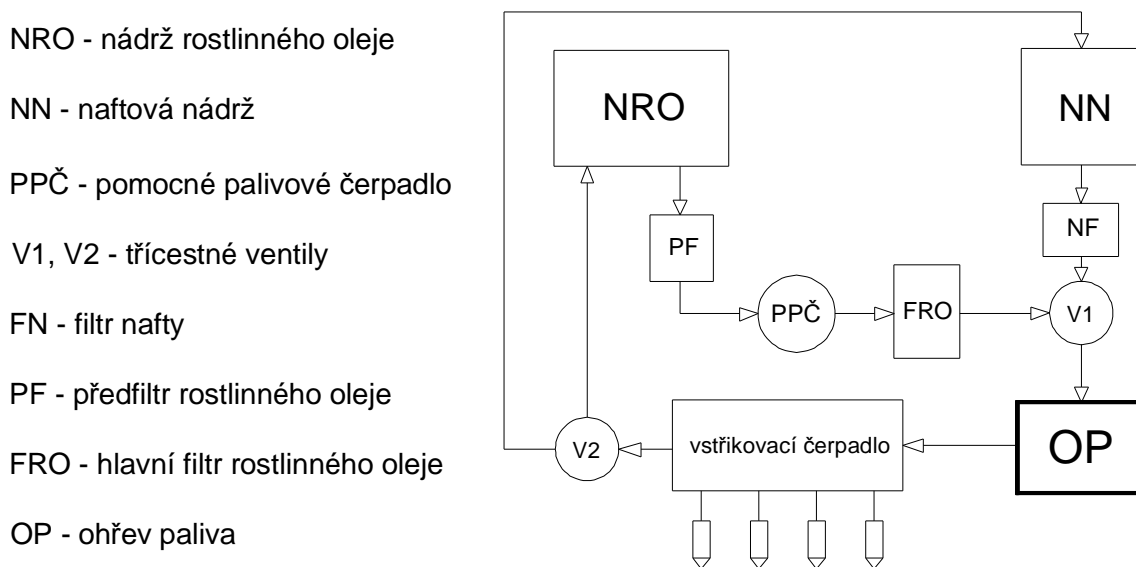 NRO - nádrž rostlinného oleje
NN - naftová nádrž
PPČ - pomocné palivové čerpadlo
V1, V2 - třícestné ventily
FN - filtr nafty
PF - předfiltr rostlinného oleje
FRO - hlavní filtr rostlinného oleje
OP - ohřev paliva
NRO
NN
PF
NF
PPČ
FRO
V1
V2
vstřikovací čerpadlo
OP